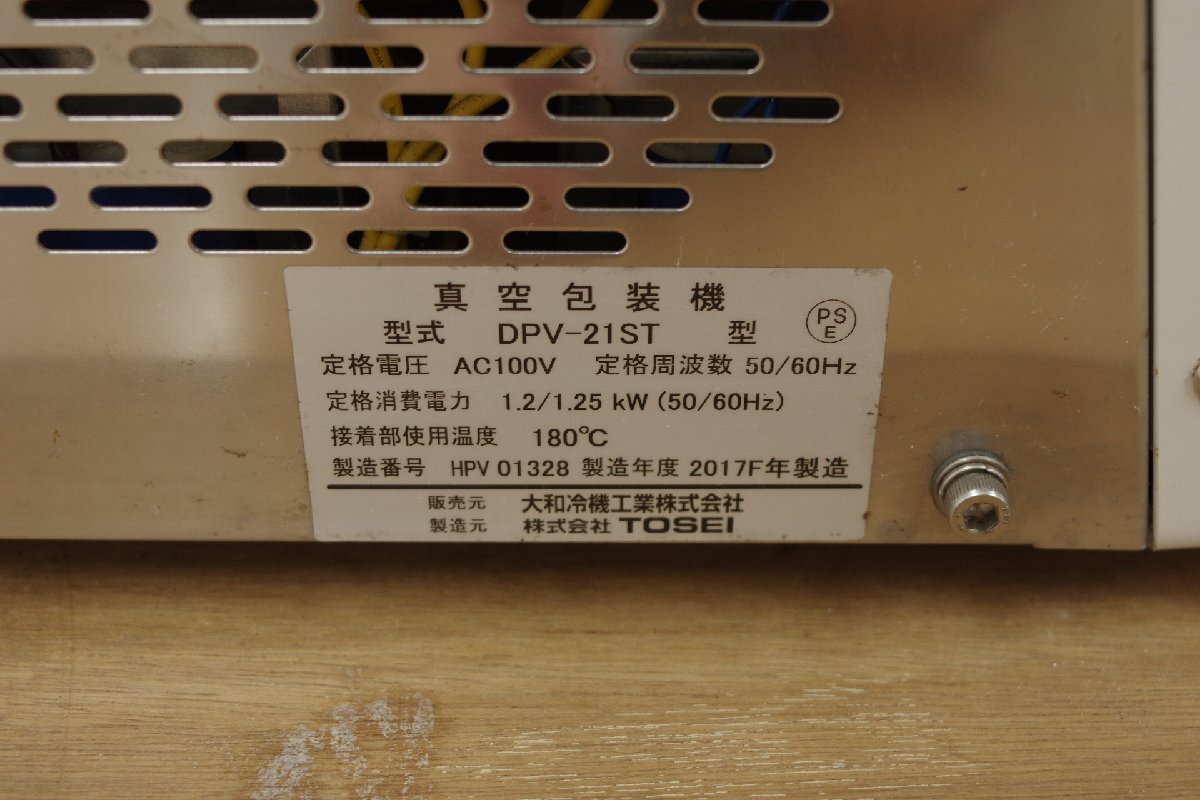 真空包装機
型式 DPV-21ST 型
PS
E
定格電圧 AC100V 定格周波数 50/60Hz
定格消費電力 1.2/1.25 kW (50/60Hz)
接着部使用温度 180℃
製造番号 HPV 01328 製造年度 2017F年製造
販売元 大和冷機工業株式会社
製造元 株式会社 TOSEI